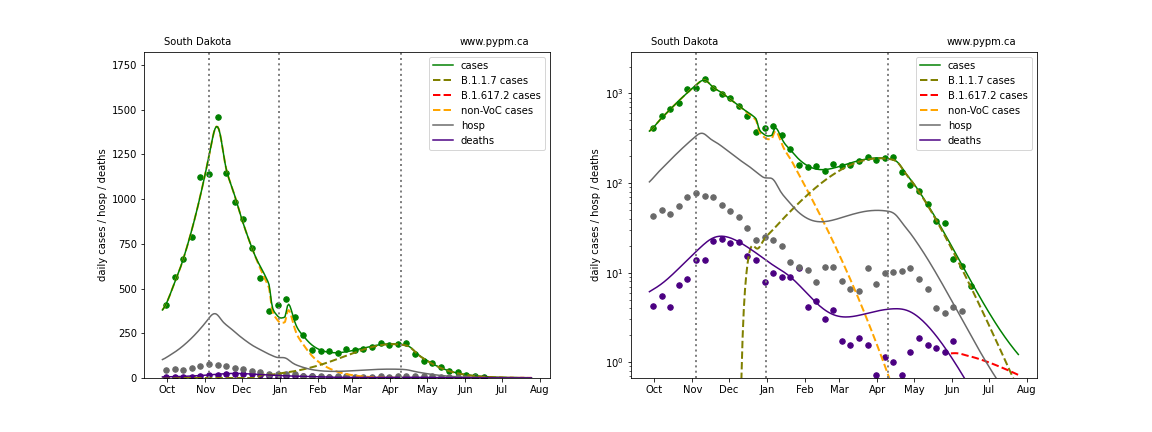 South Dakota
www.pypm.ca
daily cases / hosp / deaths
1750
1500
1250
1000
750
500
250
0
Oct Nov Dec Jan Feb Mar Apr May Jun Jul Aug
cases
B.1.1.7 cases
B.1.617.2 cases
non-VoC cases
hosp
deaths
South Dakota
www.pypm.ca
daily cases / hosp / deaths
10³
10²
10¹
10⁰
Oct Nov Dec Jan Feb Mar Apr May Jun Jul Aug
cases
B.1.1.7 cases
B.1.617.2 cases
non-VoC cases
hosp
deaths